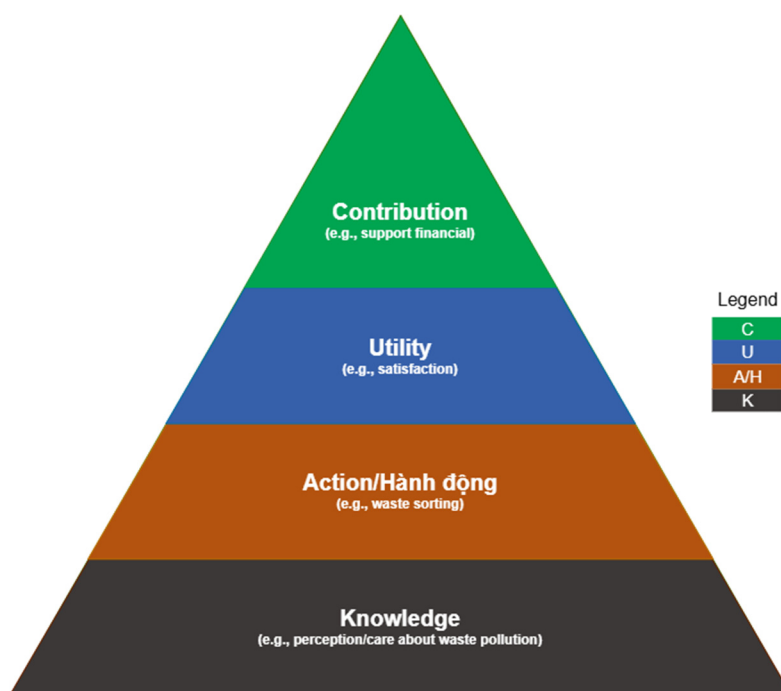 Contribution
(e.g., support financial)
Utility
(e.g., satisfaction)
Action/Hành động
(e.g., waste sorting)
Knowledge
(e.g., perception/care about waste pollution)
Legend
C
U
A/H
K